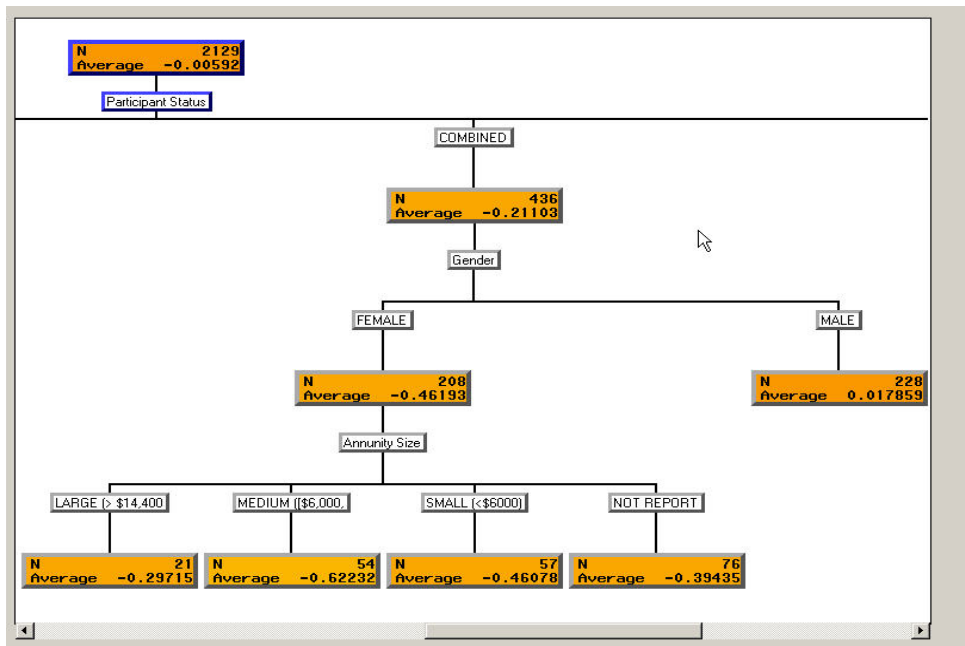 N 2129
Average -0.00592
Participant Status
COMBINED
N 436
Average -0.21103
Gender
FEMALE
MALE
N 208
Average -0.46193
N 228
Average 0.017859
Annunity Size
LARGE (> $14,400
MEDIUM ([$6,000,
SMALL (<$6000)
NOT REPORT
N 21
Average -0.29715
N 54
Average -0.62232
N 57
Average -0.46078
N 76
Average -0.39435